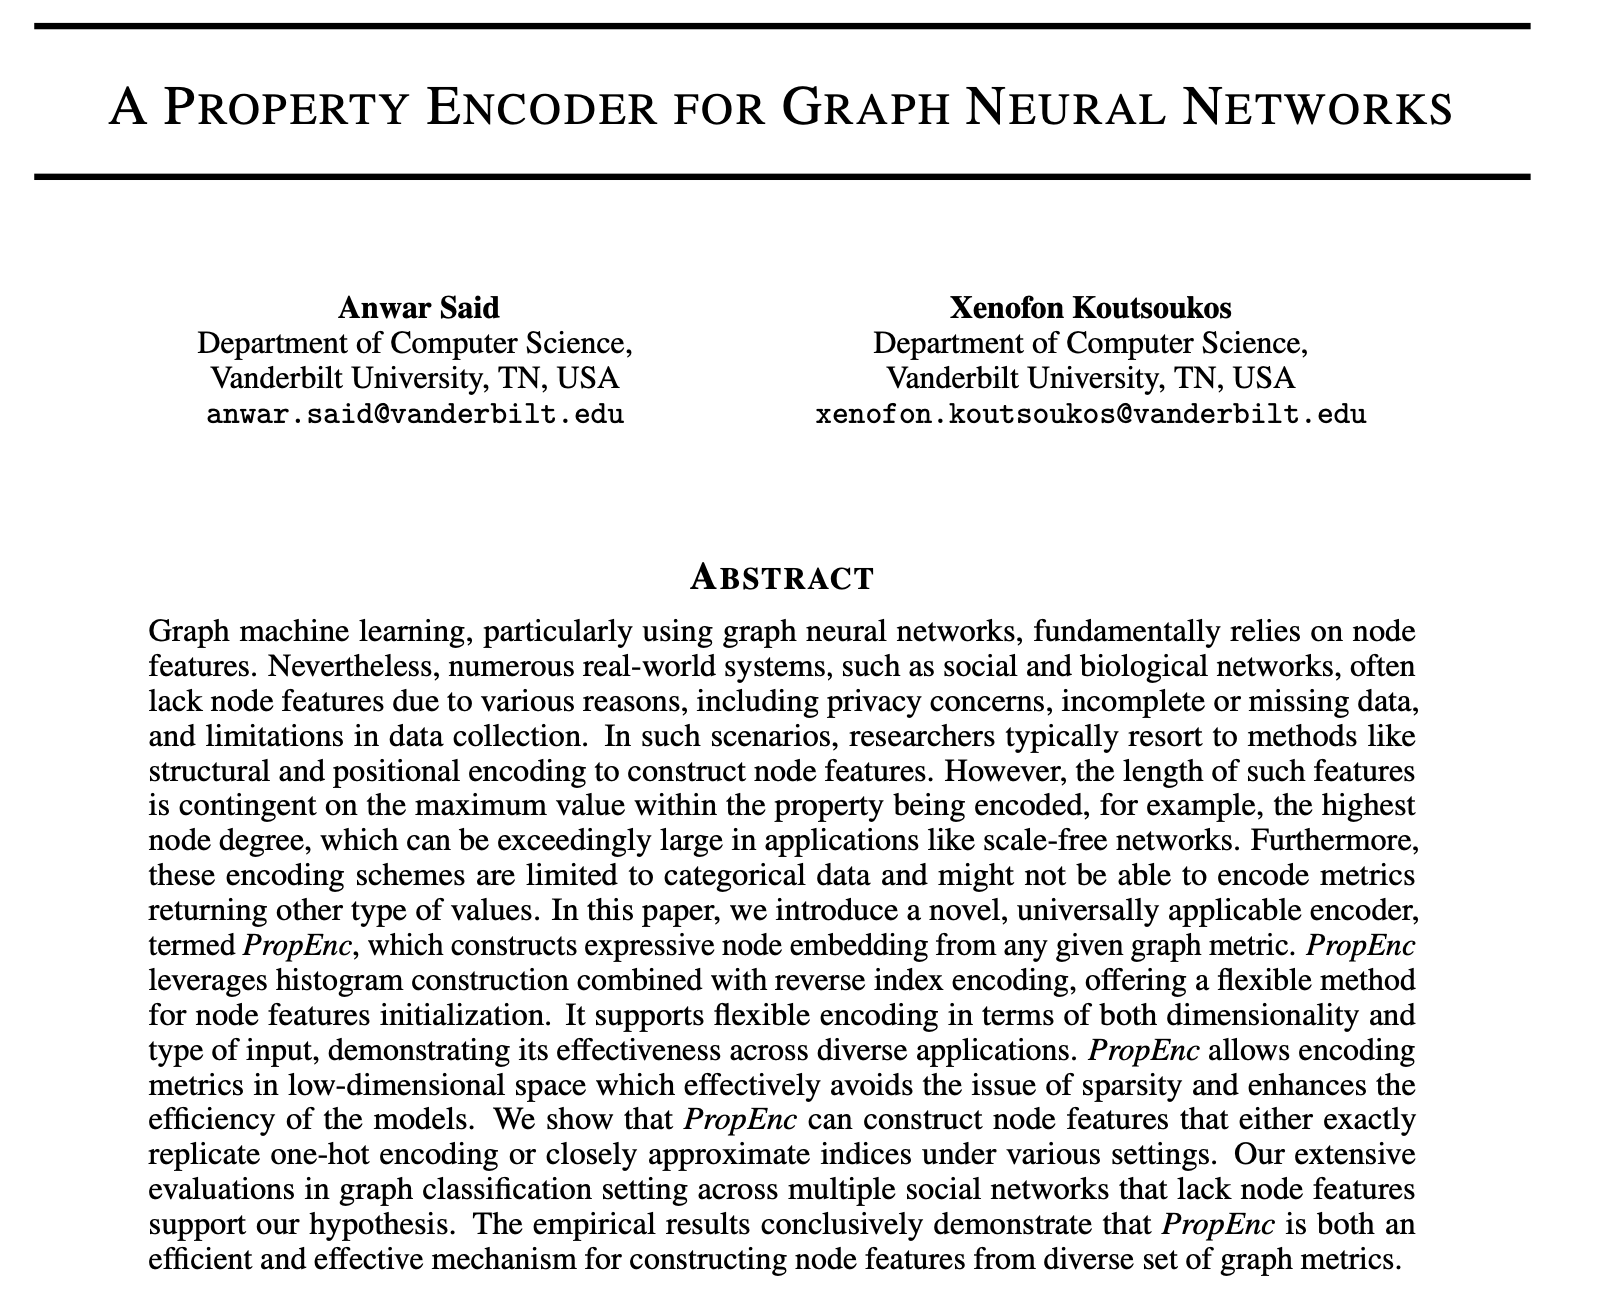 A PROPERTY ENCODER FOR GRAPH NEURAL NETWORKS
Anwar Said
Department of Computer Science,
Vanderbilt University, TN, USA
anwar.said@vanderbilt.edu
Xenofon Koutsoukos
Department of Computer Science,
Vanderbilt University, TN, USA
xenofon.koutsoukos@vanderbilt.edu
ABSTRACT
Graph machine learning, particularly using graph neural networks, fundamentally relies on node
features. Nevertheless, numerous real-world systems, such as social and biological networks, often
lack node features due to various reasons, including privacy concerns, incomplete or missing data,
and limitations in data collection. In such scenarios, researchers typically resort to methods like
structural and positional encoding to construct node features. However, the length of such features
is contingent on the maximum value within the property being encoded, for example, the highest
node degree, which can be exceedingly large in applications like scale-free networks. Furthermore,
these encoding schemes are limited to categorical data and might not be able to encode metrics
returning other type of values. In this paper, we introduce a novel, universally applicable encoder,
termed PropEnc, which constructs expressive node embedding from any given graph metric. PropEnc
leverages histogram construction combined with reverse index encoding, offering a flexible method
for node features initialization. It supports flexible encoding in terms of both dimensionality and
type of input, demonstrating its effectiveness across diverse applications. PropEnc allows encoding
metrics in low-dimensional space which effectively avoids the issue of sparsity and enhances the
efficiency of the models. We show that PropEnc can construct node features that either exactly
replicate one-hot encoding or closely approximate indices under various settings. Our extensive
evaluations in graph classification setting across multiple social networks that lack node features
support our hypothesis. The empirical results conclusively demonstrate that PropEnc is both an
efficient and effective mechanism for constructing node features from diverse set of graph metrics.